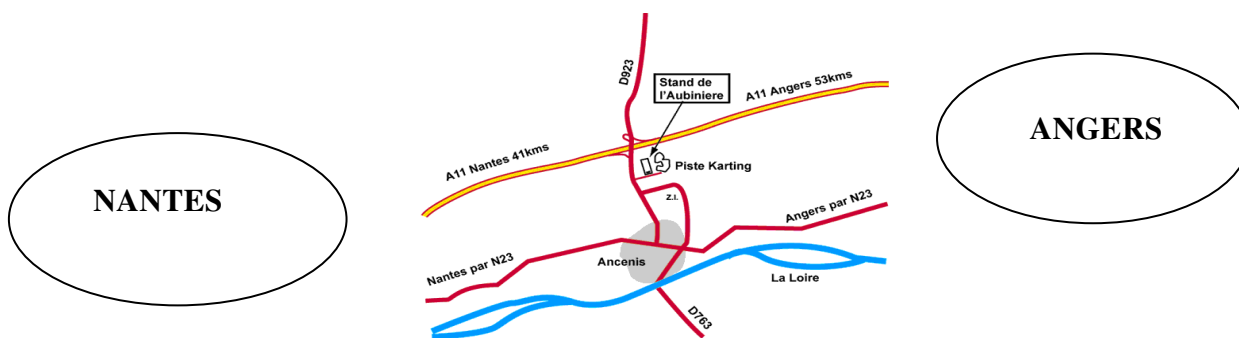 NANTES
D923
Stand de
l'Aubiniere
A11 Angers 53kms
A11 Nantes 41kms
Piste Karting
Z.I.
Angers par N23
Nantes par N23
Ancenis
La Loire
D763
ANGERS